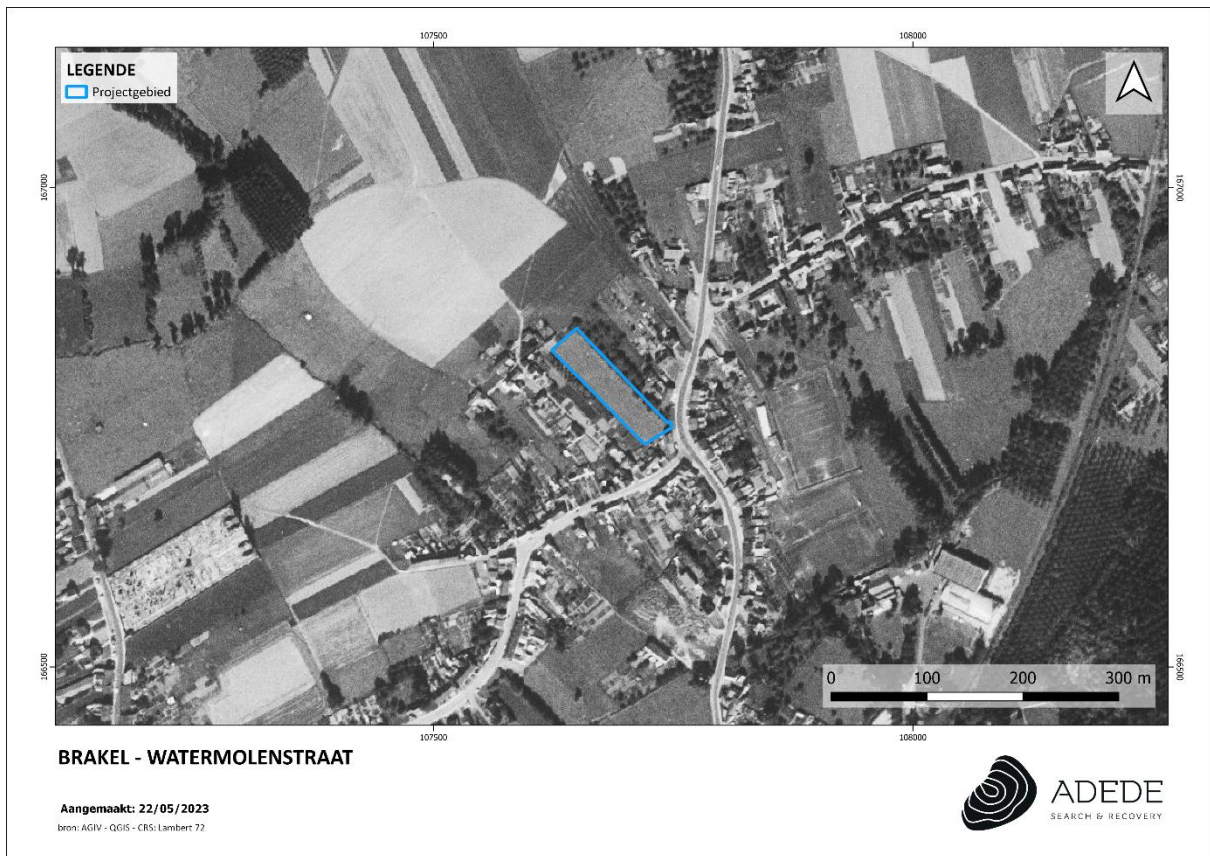 107500
108000
LEGENDE
Projectgebied
167000
167000
166500
166500
0 100 200 300 m
107500
108000
BRAKEL - WATERMOLENSTRAAT
Aangemaakt: 22/05/2023
bron: AGIV - QGIS - CRS: Lambert 72
ADEDE
SEARCH & RECOVERY